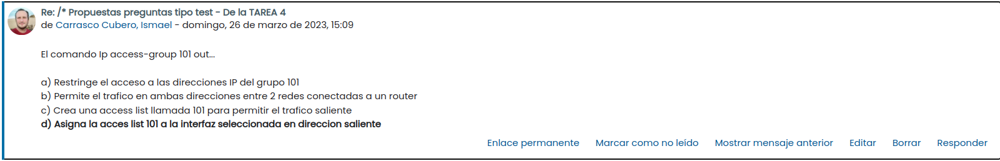 Re: /* Propuestas preguntas tipo test - De la TAREA 4
de Carrasco Cubero, Ismael - domingo, 26 de marzo de 2023, 15:09
El comando Ip access-group 101 out...
a) Restringe el acceso a las direcciones IP del grupo 101
b) Permite el trafico en ambas direcciones entre 2 redes conectadas a un router
c) Crea una access list llamada 101 para permitir el trafico saliente
d) Asigna la acces list 101 a la interfaz seleccionada en direccion saliente
Enlace permanente Marcar como no leído Mostrar mensaje anterior Editar Borrar Responder